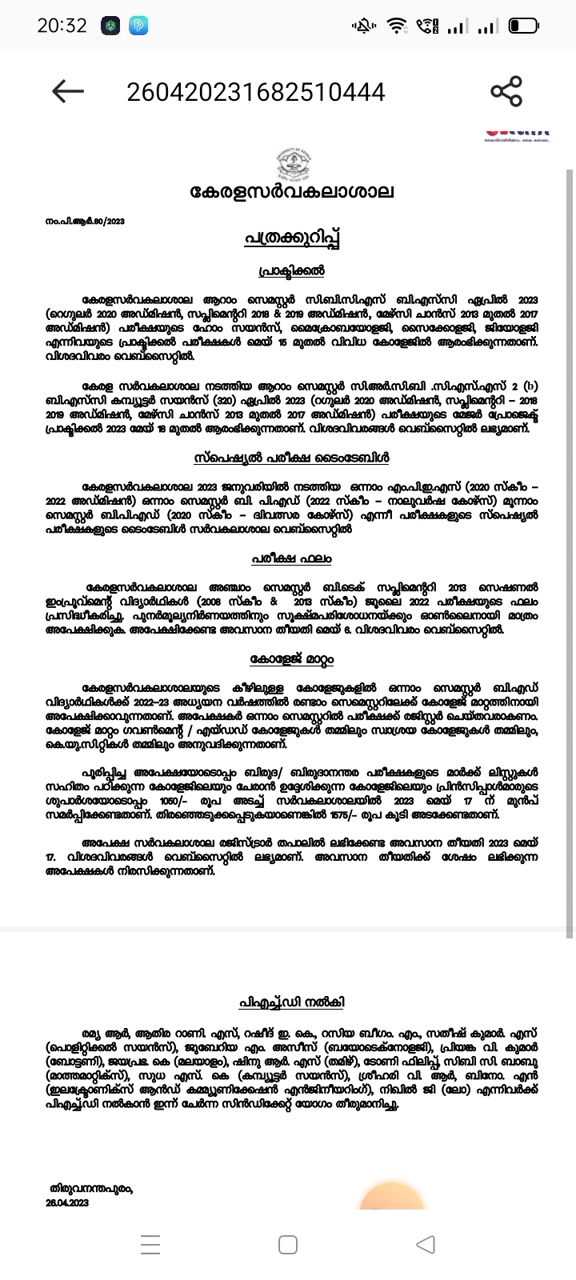 20:32
260420231682510444
കേരളസർവകലാശാല
നം.പി.ആർ.80/2023
പത്രക്കുറിപ്പ്
പ്രാക്ടിക്കൽ
കേരളസർവകലാശാല ആറാം സെമസ്റ്റർ സി.ബി.സി.എസ് ബി.എസ്.സി ഏപ്രിൽ 2023
(റെഗുലർ 2020 അഡ്മിഷൻ, സപ്ലിമെന്ററി 2018 & 2019 അഡ്മിഷൻ, മേഴ്സി ചാൻസ് 2013 മുതൽ 2017
അഡ്മിഷൻ) പരീക്ഷയുടെ ഹോം സയൻസ്, മൈക്രോബയോളജി, സൈക്കോളജി, ജിയോളജി
എന്നിവയുടെ പ്രാക്ടിക്കൽ പരീക്ഷകൾ മെയ് 15 മുതൽ വിവിധ കോളേജിൽ ആരംഭിക്കുന്നതാണ്.
വിശദവിവരം വെബ്സൈറ്റിൽ.
കേരള സർവകലാശാല നടത്തിയ ആറാം സെമസ്റ്റർ സി.ആർ.സി.ബി .സി.എസ്.എസ് 2 (b)
ബി.എസ്.സി കമ്പ്യൂട്ടർ സയൻസ് (320) ഏപ്രിൽ 2023 (റഗുലർ 2020 അഡ്മിഷൻ, സപ്ലിമെന്ററി – 2018
2019 അഡ്മിഷൻ, മേഴ്സി ചാൻസ് 2013 മുതൽ 2017 അഡ്മിഷൻ) പരീക്ഷയുടെ മേജർ പ്രോജെക്ട്
പ്രാക്ടിക്കൽ 2023 മേയ് 18 മുതൽ ആരംഭിക്കുന്നതാണ്. വിശദവിവരങ്ങൾ വെബ്സൈറ്റിൽ ലഭ്യമാണ്.
സ്പെഷ്യൽ പരീക്ഷ ടൈംടേബിൾ
കേരളസർവകലാശാല 2023 ജനുവരിയിൽ നടത്തിയ ഒന്നാം എം.പി.ഇ.എസ് (2020 സ്കീം –
2022 അഡ്മിഷൻ) ഒന്നാം സെമസ്റ്റർ ബി. പി.എഡ് (2022 സ്കീം – നാലുവർഷ കോഴ്സ്) മൂന്നാം
സെമസ്റ്റർ ബി.പി.എഡ് (2020 സ്കീം – ദ്വിവത്സര കോഴ്സ്) എന്നീ പരീക്ഷകളുടെ സ്പെഷ്യൽ
പരീക്ഷകളുടെ ടൈംടേബിൾ സർവകലാശാല വെബ്സൈറ്റിൽ
പരീക്ഷ ഫലം
കേരളസർവകലാശാല അഞ്ചാം സെമസ്റ്റർ ബി.ടെക് സപ്ലിമെന്ററി 2013 സെഷണൽ
ഇംപ്രൂവ്മെന്റ് വിദ്യാർഥികൾ (2008 സ്കീം & 2013 സ്കീം) ജൂലൈ 2022 പരീക്ഷയുടെ ഫലം
പ്രസിദ്ധീകരിച്ചു. പുനർമൂല്യനിർണയത്തിനും സൂക്ഷ്മപരിശോധനയ്ക്കും ഓൺലൈനായി മാത്രം
അപേക്ഷിക്കുക. അപേക്ഷിക്കേണ്ട അവസാന തീയതി മെയ് 6. വിശദവിവരം വെബ്സൈറ്റിൽ.
കോളേജ് മാറ്റം
കേരളസർവകലാശാലയുടെ കീഴിലുള്ള കോളേജുകളിൽ ഒന്നാം സെമസ്റ്റർ ബി.എഡ്
വിദ്യാർഥികൾക്ക് 2022-23 അധ്യയന വർഷത്തിൽ രണ്ടാം സെമെസ്റ്ററിലേക്ക് കോളേജ് മാറ്റത്തിനായി
അപേക്ഷിക്കാവുന്നതാണ്. അപേക്ഷകർ ഒന്നാം സെമസ്റ്ററിൽ പരീക്ഷക്ക് രജിസ്റ്റർ ചെയ്തവരാകണം.
കോളേജ് മാറ്റം ഗവൺമെന്റ് / എയ്ഡഡ് കോളേജുകൾ തമ്മിലും സ്വാശ്രയ കോളേജുകൾ തമ്മിലും,
കെ.യു.സി.റ്റികൾ തമ്മിലും അനുവദിക്കുന്നതാണ്.
പൂരിപ്പിച്ച അപേക്ഷയോടൊപ്പം ബിരുദ/ ബിരുദാനന്തര പരീക്ഷകളുടെ മാർക്ക് ലിസ്റ്റുകൾ
സഹിതം പഠിക്കുന്ന കോളേജിലെയും ചേരാൻ ഉദ്ദേശിക്കുന്ന കോളേജിലെയും പ്രിൻസിപ്പാൾമാരുടെ
ശുപാർശയോടൊപ്പം 1050/- രൂപ അടച്ച് സർവകലാശാലയിൽ 2023 മെയ് 17 ന് മുൻപ്
സമർപ്പിക്കേണ്ടതാണ്. തിരഞ്ഞെടുക്കപ്പെടുകയാണെങ്കിൽ 1575/- രൂപ കൂടി അടക്കേണ്ടതാണ്.
അപേക്ഷ സർവകലാശാല രജിസ്ട്രാർ തപാലിൽ ലഭിക്കേണ്ട അവസാന തീയതി 2023 മെയ്
17. വിശദവിവരങ്ങൾ വെബ്സൈറ്റിൽ ലഭ്യമാണ്. അവസാന തീയതിക്ക് ശേഷം ലഭിക്കുന്ന
അപേക്ഷകൾ നിരസിക്കുന്നതാണ്.
പിഎച്ച്.ഡി നൽകി
രമ്യ ആർ, ആതിര റാണി. എസ്, റഷീദ് ഇ. കെ., റസിയ ബീഗം. എം., സതീഷ് കുമാർ. എസ്
(പൊളിറ്റിക്കൽ സയൻസ്), ജുബേറിയ എം. അസീസ് (ബയോടെക്നോളജി), പ്രിയങ്ക വി. കുമാർ
(ബോട്ടണി), ജയപ്രഭ. കെ (മലയാളം), ഷിനു ആർ. എസ് (തമിഴ്), ടോണി ഫിലിപ്പ്, സിബി സി. ബാബു
(മാത്തമാറ്റിക്സ്), സുധ എസ്. കെ (കമ്പ്യൂട്ടർ സയൻസ്), ശ്രീഹരി വി. ആർ, ബിനോ. എൻ
(ഇലക്ട്രോണിക്സ് ആൻഡ് കമ്മ്യൂണിക്കേഷൻ എൻജിനീയറിംഗ്), നിഖിൽ ജി (ലോ) എന്നിവർക്ക്
പിഎച്ച്.ഡി നൽകാൻ ഇന്ന് ചേർന്ന സിൻഡിക്കേറ്റ് യോഗം തീരുമാനിച്ചു.
തിരുവനന്തപുരം,
26.04.2023